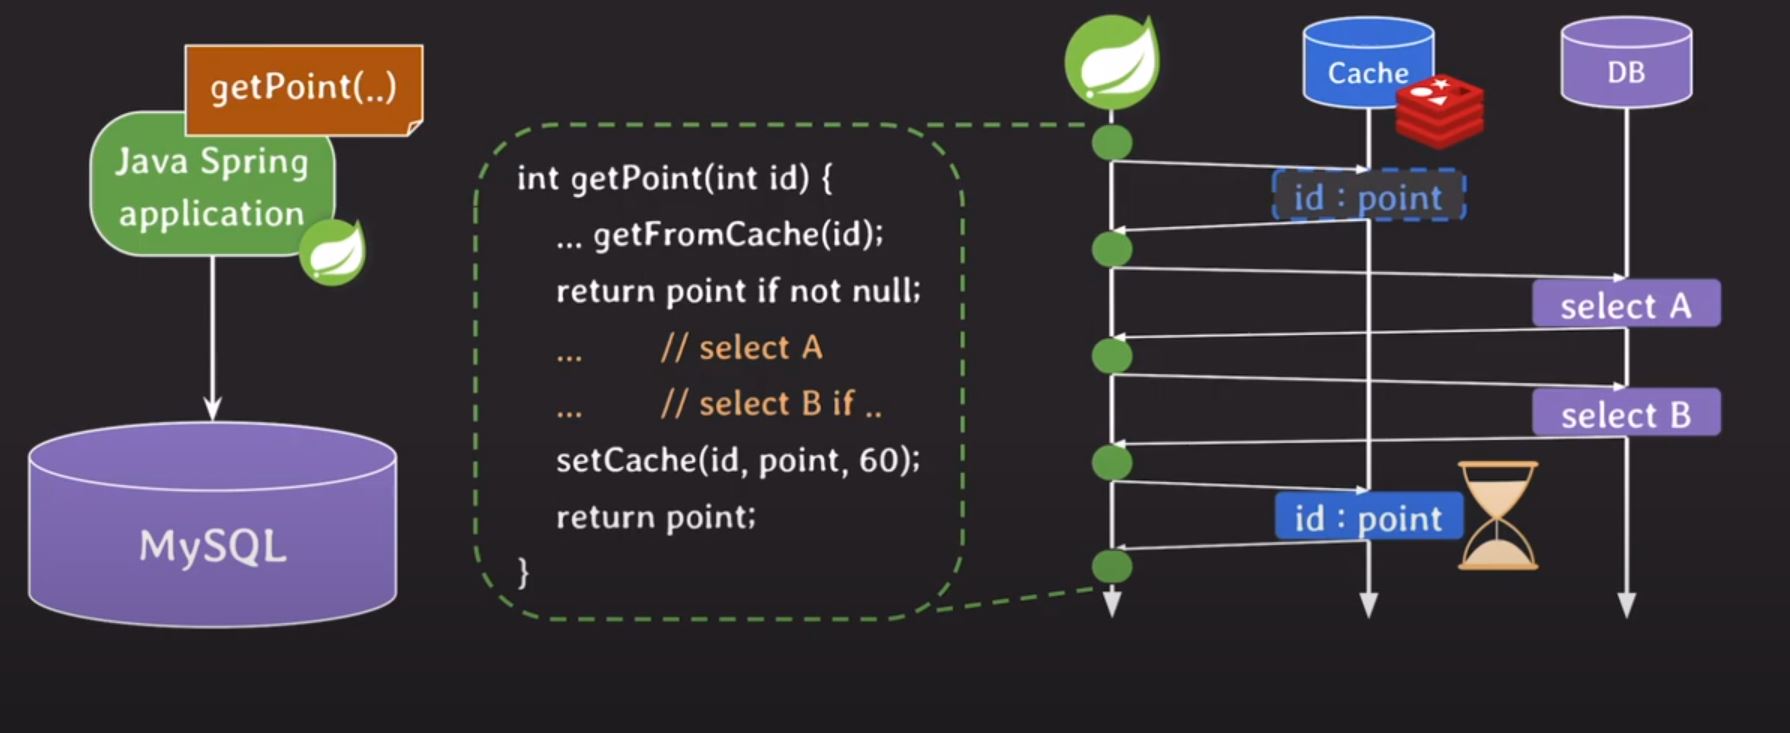 getPoint(..)
Java Spring
application
MySQL
int getPoint(int id) {
... getFromCache(id);
return point if not null;
... // select A
... // select B if ..
setCache(id, point, 60);
return point;
}
Cache
DB
id : point
select A
select B
id : point